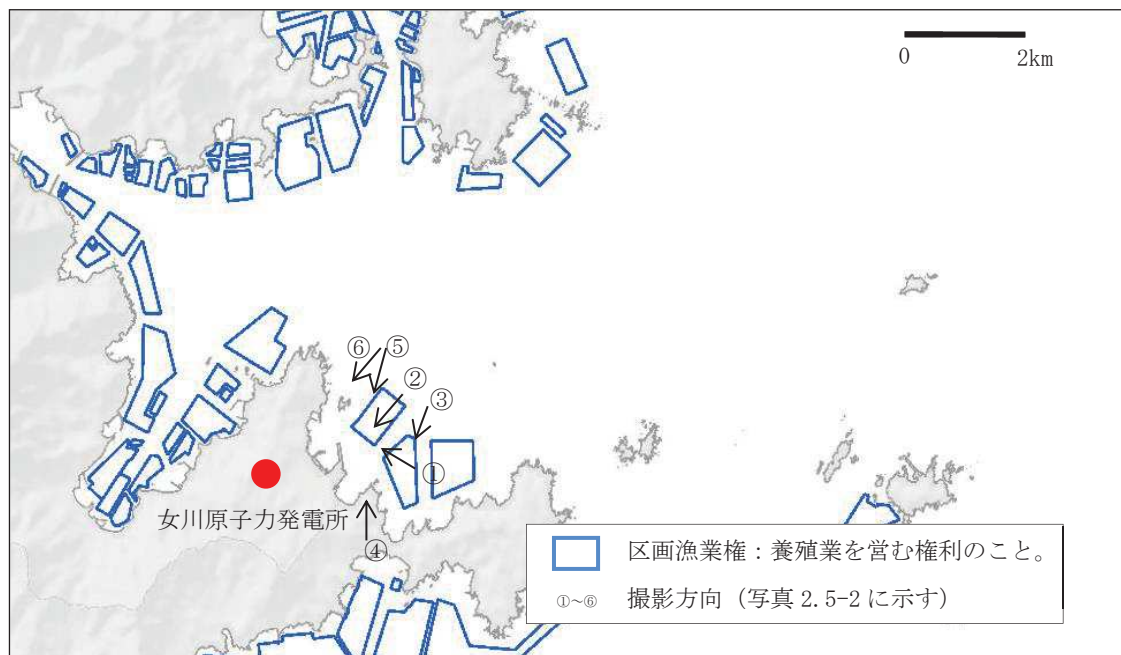 0 2km
⑥ ⑤
②
③
①
女川原子力発電所
④
区画漁業権：養殖業を営む権利のこと。
①~⑥ 撮影方向（写真 2.5-2 に示す）